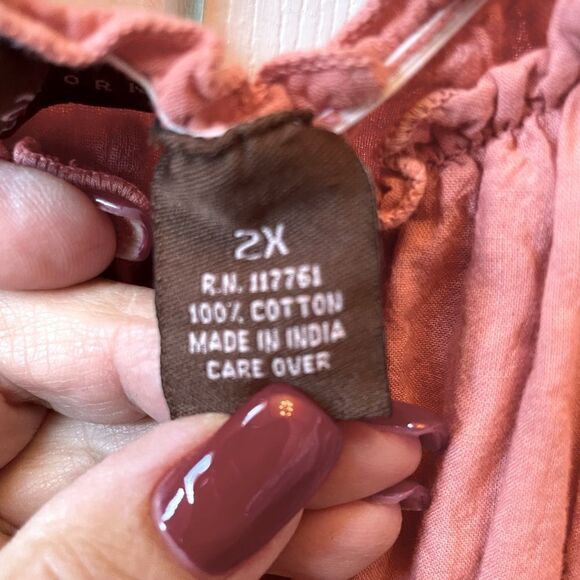 2X
R.N. 117761
100% COTTON
MADE IN INDIA
CARE OVER